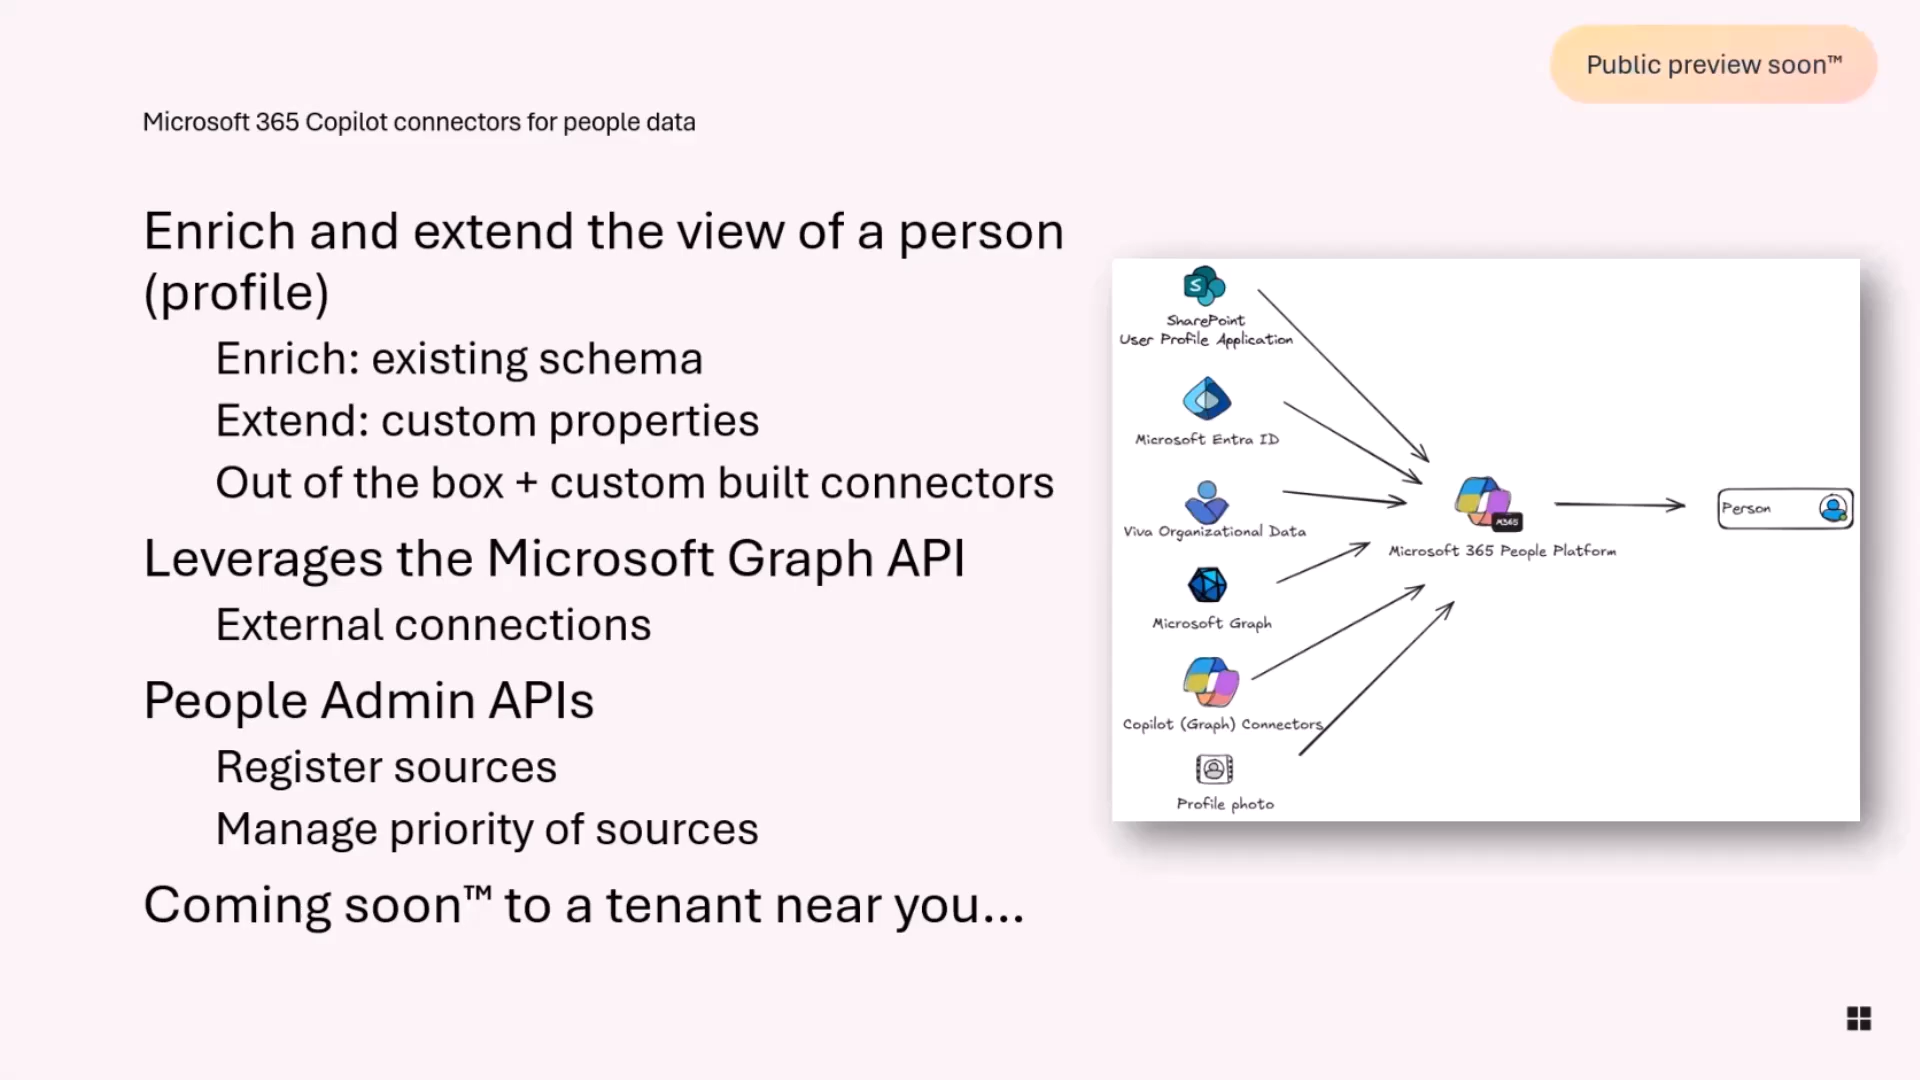 Public preview soon™
Microsoft 365 Copilot connectors for people data
Enrich and extend the view of a person
(profile)
Enrich: existing schema
Extend: custom properties
Out of the box + custom built connectors
Leverages the Microsoft Graph API
External connections
People Admin APIs
Register sources
Manage priority of sources
Coming soon™ to a tenant near you...
SharePoint
User Profile Application
Microsoft Entra ID
Viva Organizational Data
Microsoft Graph
Copilot (Graph) Connectors
Profile photo
M365
Microsoft 365 People Platform
Person